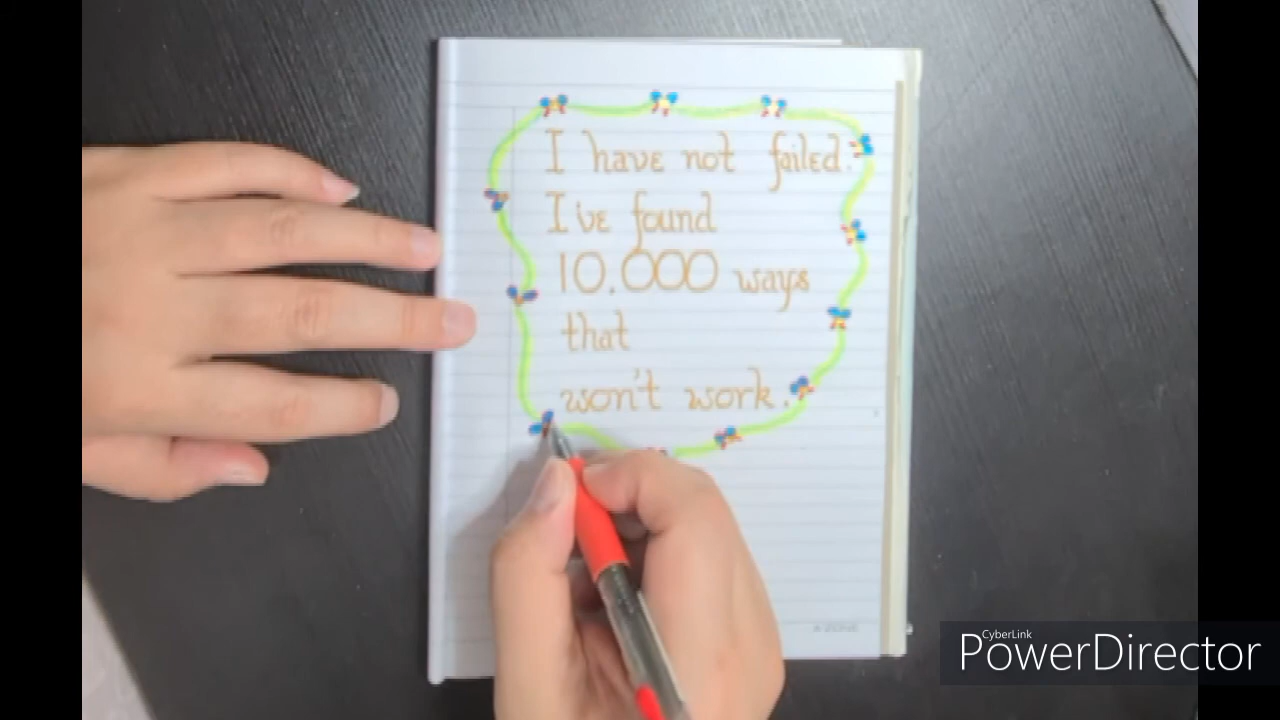 I have not failed.
I've found
10,000 ways
that
won't work.
CyberLink
PowerDirector